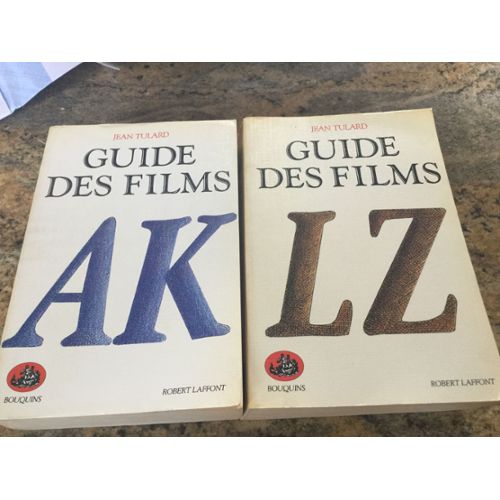 JEAN TULARD
GUIDE
DES FILMS
AK
BOUQUINS
ROBERT LAFFONT
JEAN TULARD
GUIDE
DES FILMS
LZ
BOUQUINS
ROBERT LAFFONT